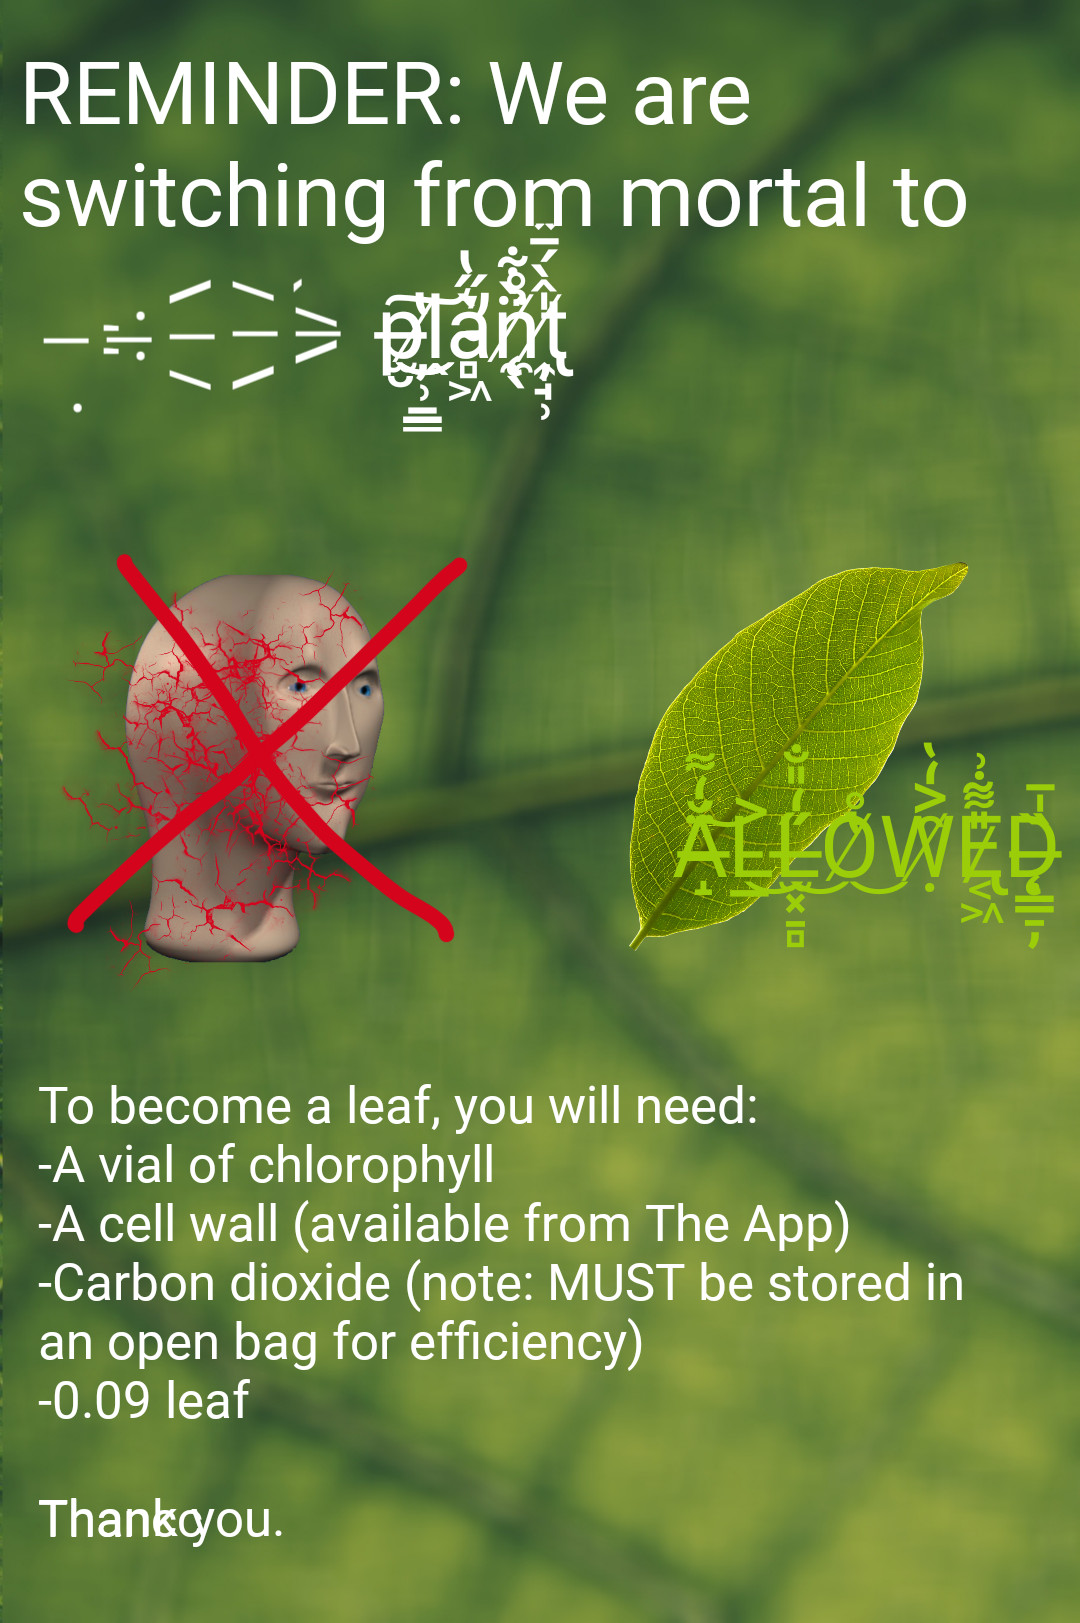 REMINDER: We are
switching from mortal to
plant
ALLOWED
To become a leaf, you will need:
-A vial of chlorophyll
-A cell wall (available from The App)
-Carbon dioxide (note: MUST be stored in
an open bag for efficiency)
-0.09 leaf
Thank you.